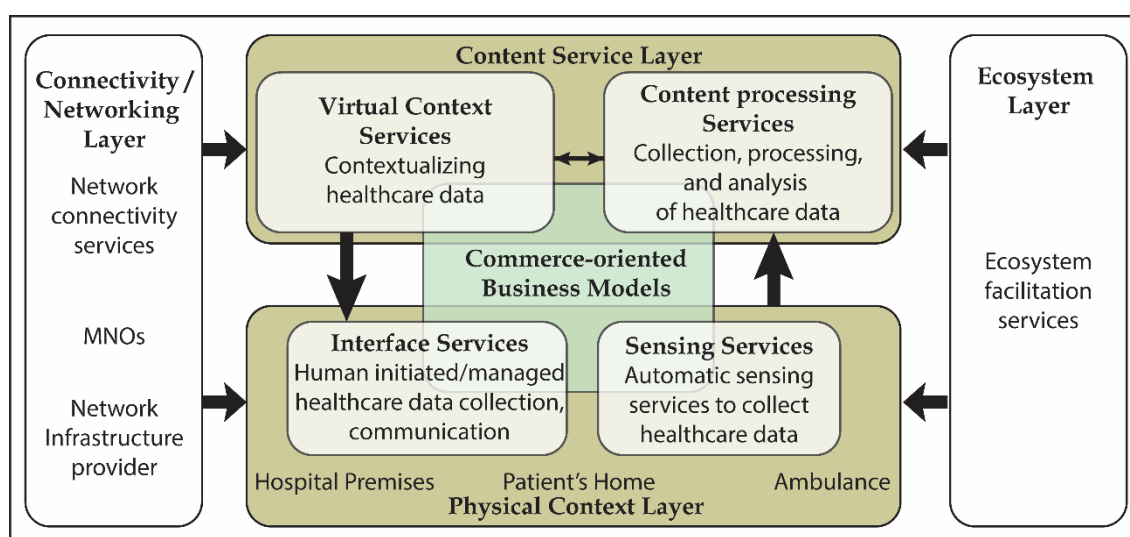 Connectivity /
Networking
Layer
Network
connectivity
services
MNOs
Network
Infrastructure
provider
Content Service Layer
Virtual Context
Services
Contextualizing
healthcare data
Content processing
Services
Collection, processing,
and analysis
of healthcare data
Commerce-oriented
Business Models
Interface Services
Human initiated/managed
healthcare data collection,
communication
Sensing Services
Automatic sensing
services to collect
healthcare data
Hospital Premises
Patient's Home
Ambulance
Physical Context Layer
Ecosystem
Layer
Ecosystem
facilitation
services